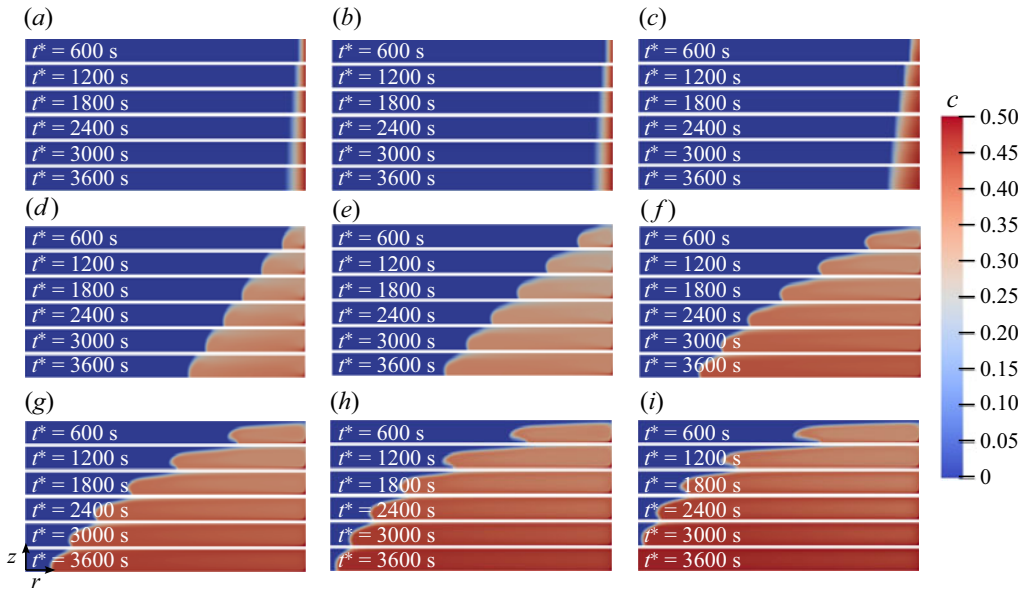 (a)
t* = 600 s
t* = 1200 s
t* = 1800 s
t* = 2400 s
t* = 3000 s
t* = 3600 s
(b)
t* = 600 s
t* = 1200 s
t* = 1800 s
t* = 2400 s
t* = 3000 s
t* = 3600 s
(c)
t* = 600 s
t* = 1200 s
t* = 1800 s
t* = 2400 s
t* = 3000 s
t* = 3600 s
(d)
t* = 600 s
t* = 1200 s
t* = 1800 s
t* = 2400 s
t* = 3000 s
t* = 3600 s
(e)
t* = 600 s
t* = 1200 s
t* = 1800 s
t* = 2400 s
t* = 3000 s
t* = 3600 s
(f)
t* = 600 s
t* = 1200 s
t* = 1800 s
t* = 2400 s
t* = 3000 s
t* = 3600 s
(g)
t* = 600 s
t* = 1200 s
t* = 1800 s
t* = 2400 s
t* = 3000 s
t* = 3600 s
z
r
(h)
t* = 600 s
t* = 1200 s
t* = 1800 s
t* = 2400 s
t* = 3000 s
t* = 3600 s
(i)
t* = 600 s
t* = 1200 s
t* = 1800 s
t* = 2400 s
t* = 3000 s
t* = 3600 s
c
0.50
0.45
0.40
0.35
0.30
0.25
0.20
0.15
0.10
0.05
0